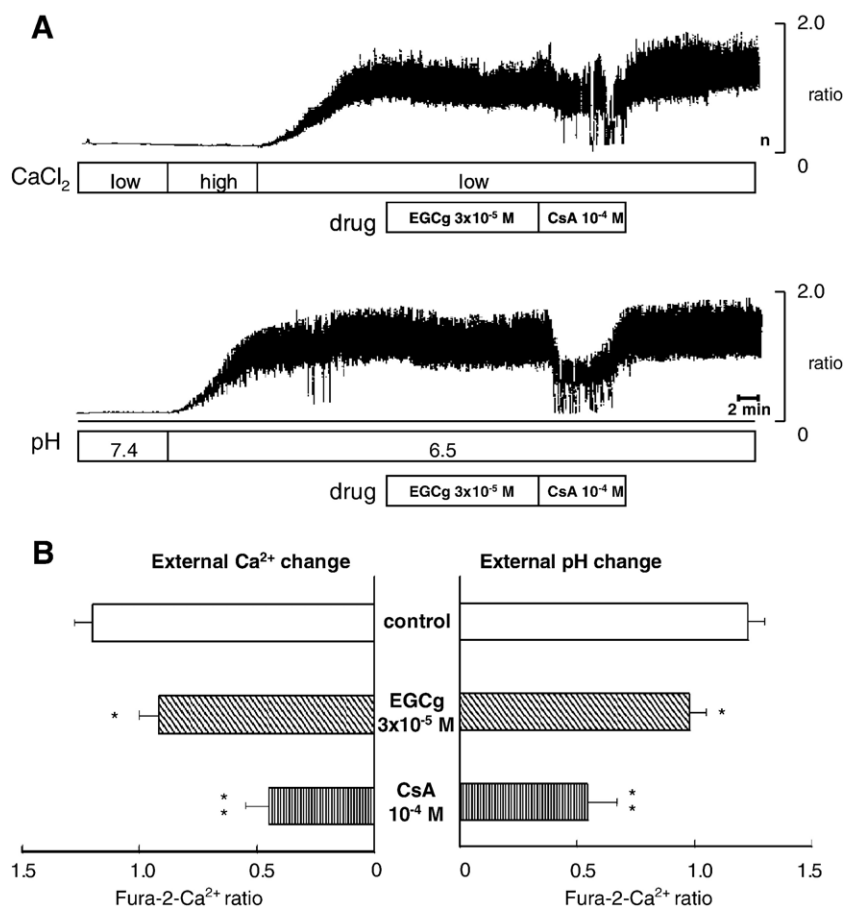 A
2.0
ratio
n
0
CaCl2 low high low
drug EGCg 3x10-5 M CsA 10-4 M
2.0
ratio
2 min
0
pH 7.4 6.5
drug EGCg 3x10-5 M CsA 10-4 M
B
External Ca2+ change External pH change
control
* EGCg 3x10-5 M *
* * CsA 10-4 M * *
1.5 1.0 0.5 0 0 0.5 1.0 1.5
Fura-2-Ca2+ ratio Fura-2-Ca2+ ratio